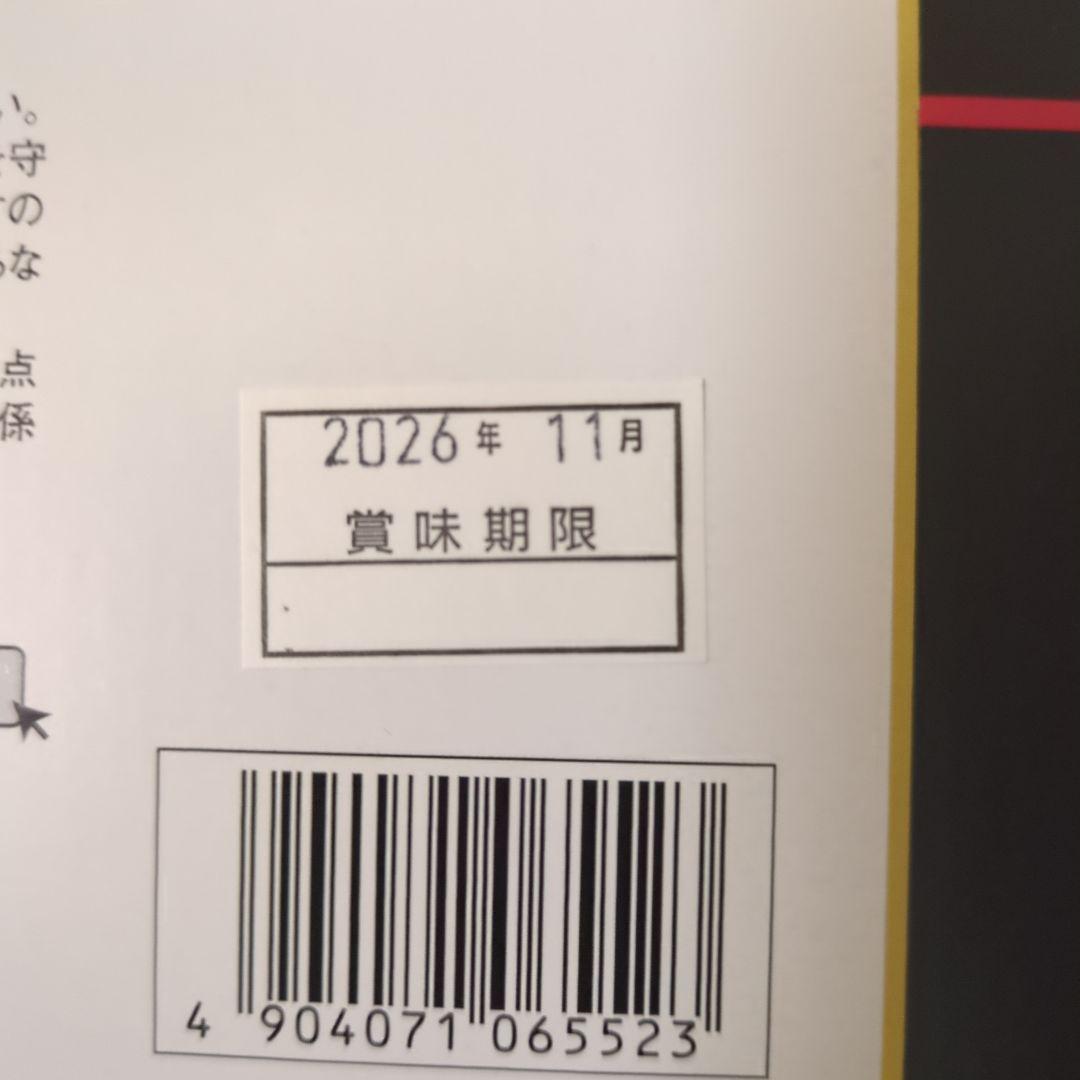 い。
守
の
な
点
係
2026年 11月
賞味期限
4 904071 065523